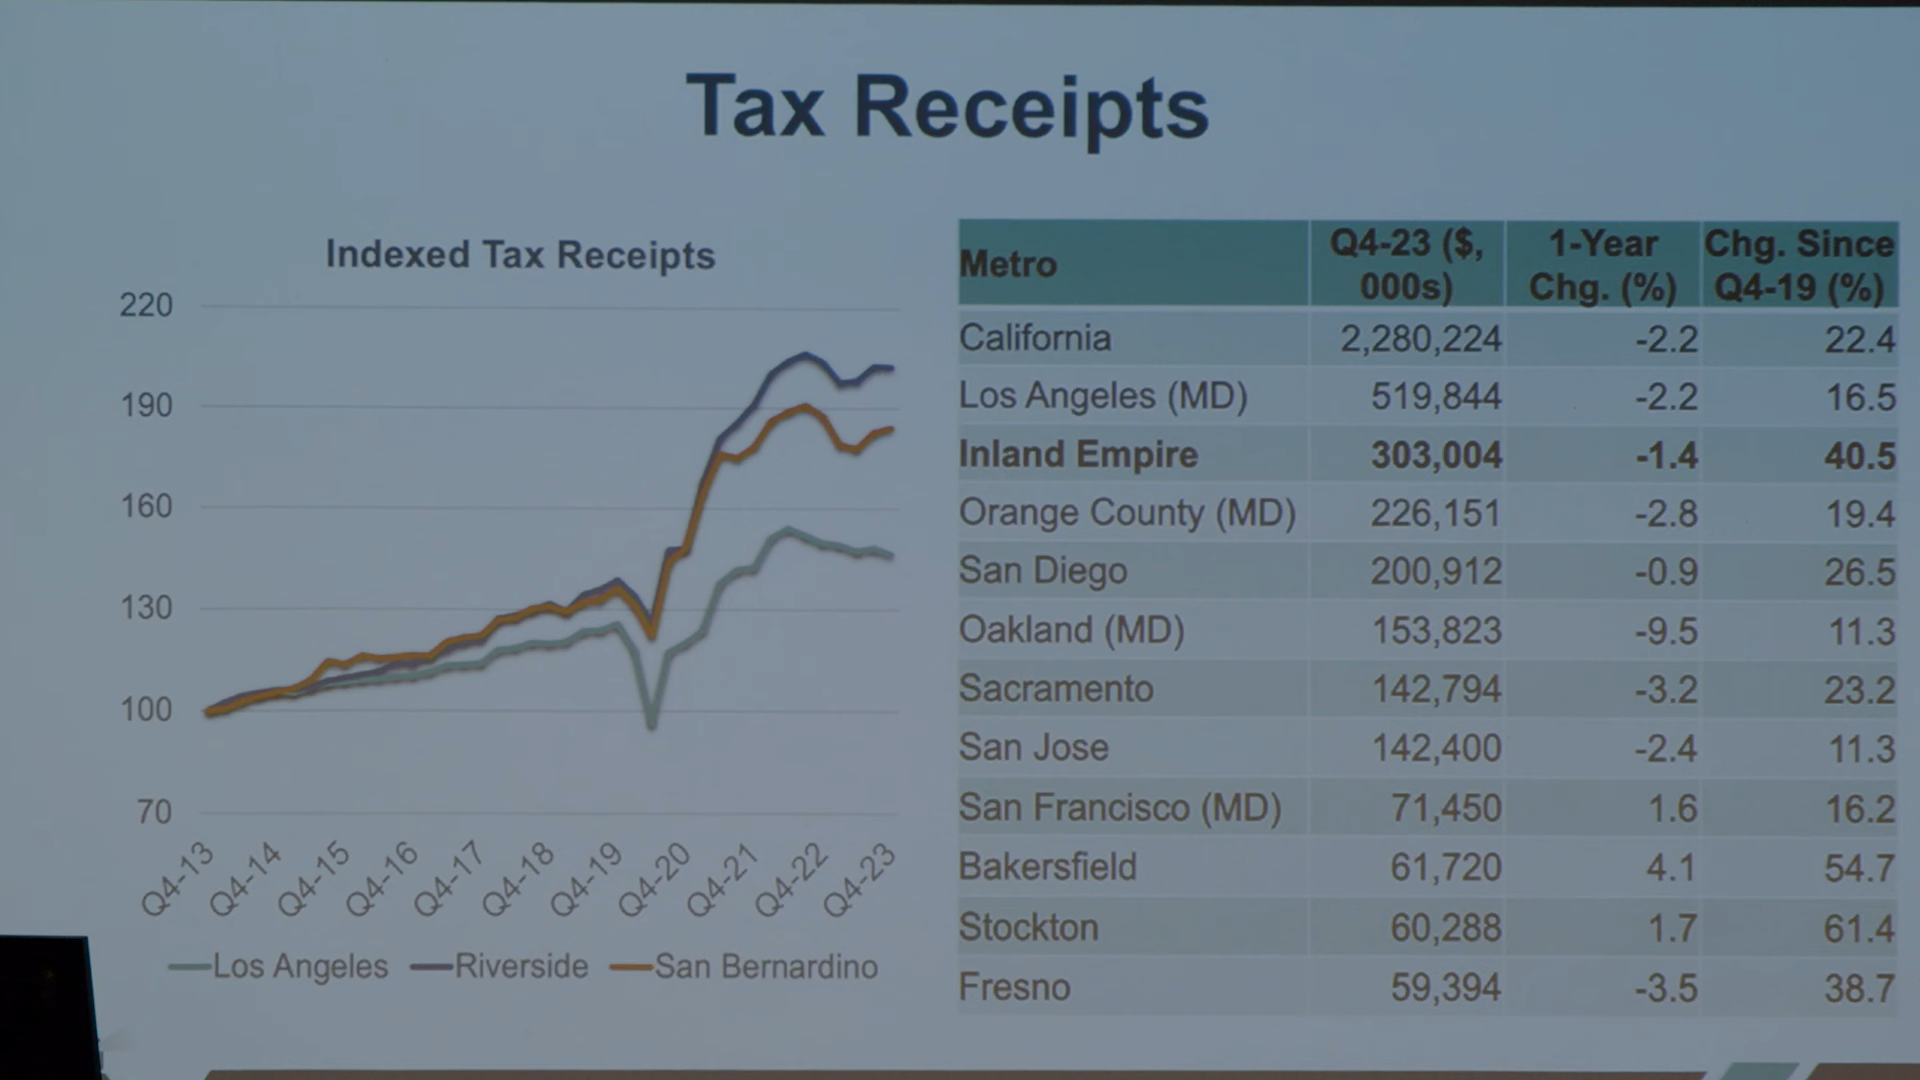 Tax Receipts
Indexed Tax Receipts
220
190
160
130
100
70
Q4-13 Q4-14 Q4-15 Q4-16 Q4-17 Q4-18 Q4-19 Q4-20 Q4-21 Q4-22 Q4-23
Los Angeles Riverside San Bernardino
Metro Q4-23 ($, 000s) 1-Year Chg. (%) Chg. Since Q4-19 (%)
California 2,280,224 -2.2 22.4
Los Angeles (MD) 519,844 -2.2 16.5
Inland Empire 303,004 -1.4 40.5
Orange County (MD) 226,151 -2.8 19.4
San Diego 200,912 -0.9 26.5
Oakland (MD) 153,823 -9.5 11.3
Sacramento 142,794 -3.2 23.2
San Jose 142,400 -2.4 11.3
San Francisco (MD) 71,450 1.6 16.2
Bakersfield 61,720 4.1 54.7
Stockton 60,288 1.7 61.4
Fresno 59,394 -3.5 38.7